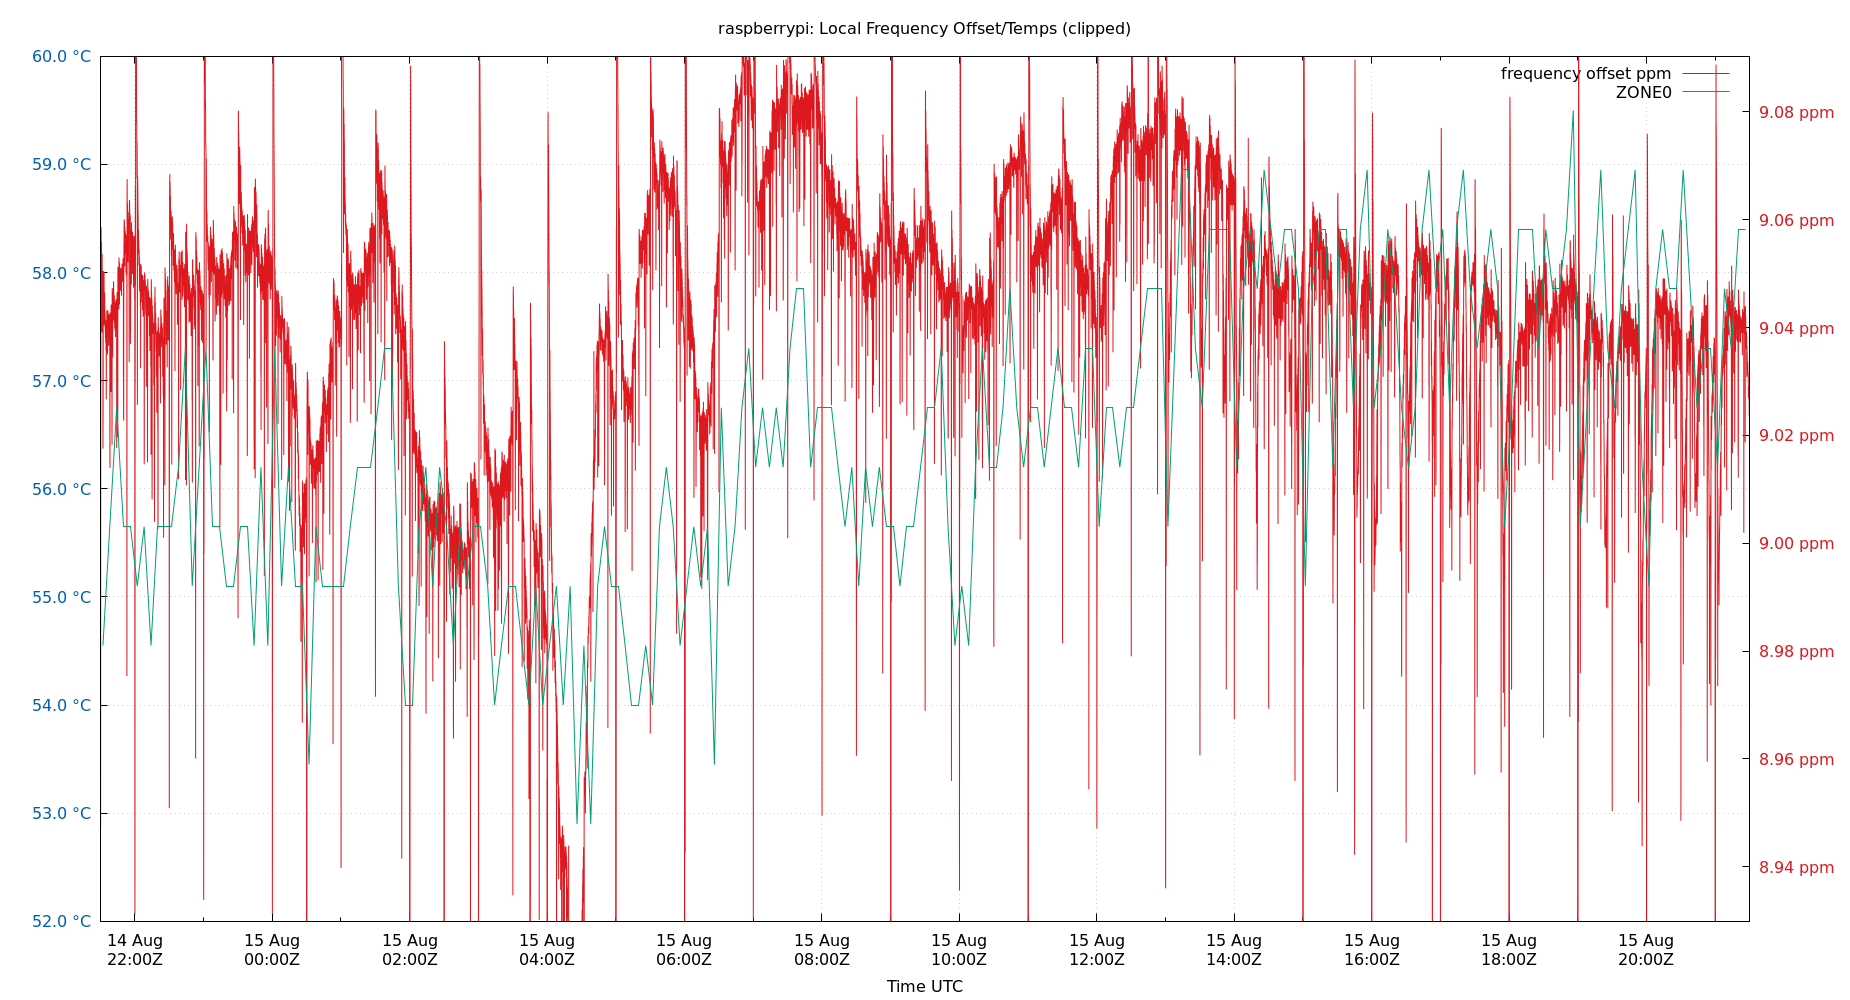 raspberrypi: Local Frequency Offset/Temps (clipped)
frequency offset ppm
ZONE0
60.0 °C
59.0 °C
58.0 °C
57.0 °C
56.0 °C
55.0 °C
54.0 °C
53.0 °C
52.0 °C
9.08 ppm
9.06 ppm
9.04 ppm
9.02 ppm
9.00 ppm
8.98 ppm
8.96 ppm
8.94 ppm
14 Aug 15 Aug 15 Aug 15 Aug 15 Aug 15 Aug 15 Aug 15 Aug 15 Aug 15 Aug 15 Aug 15 Aug
22:00Z 00:00Z 02:00Z 04:00Z 06:00Z 08:00Z 10:00Z 12:00Z 14:00Z 16:00Z 18:00Z 20:00Z
Time UTC